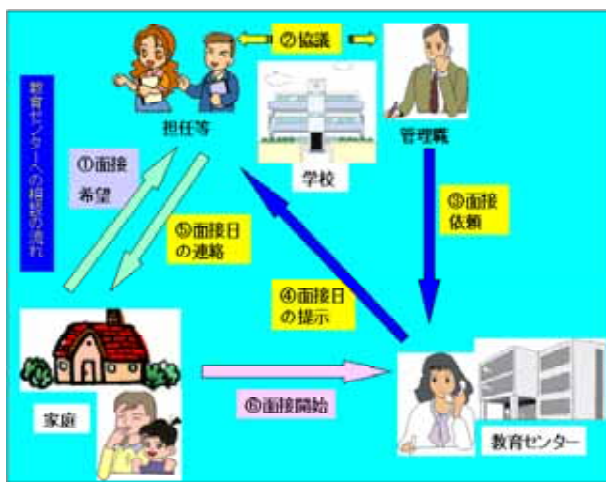 教育センターへの相談の流れ
②協議
担任等
管理職
学校
①面接
希望
③面接
依頼
⑤面接日
の連絡
④面接日
の提示
家庭
⑥面接開始
教育センター